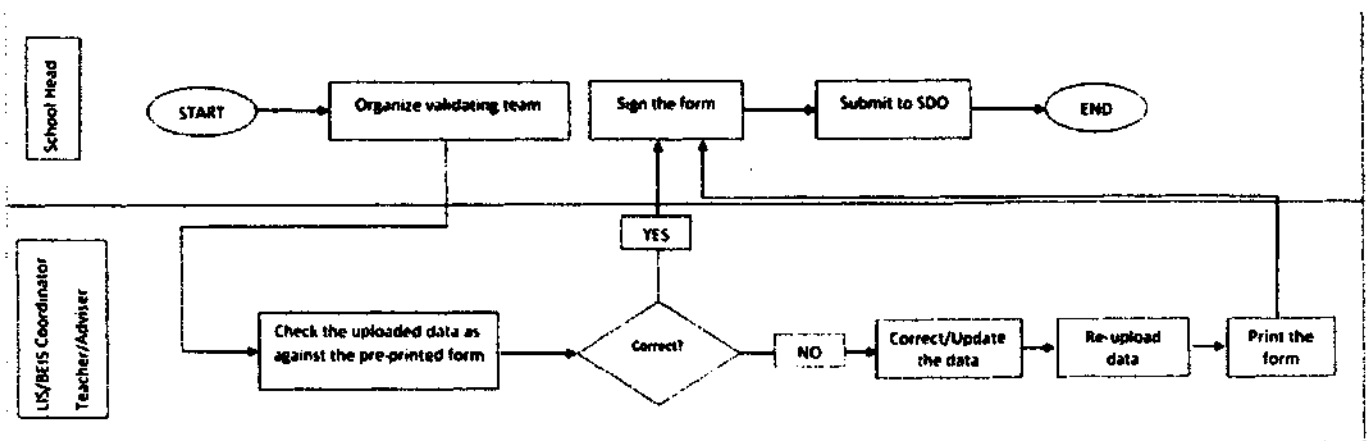 School Head
START
Organize validating team
Sign the form
Submit to SDO
END
YES
LIS/BEIS Coordinator
Teacher/Adviser
Check the uploaded data as
against the pre-printed form
Correct?
NO
Correct/Update
the data
Re-upload
data
Print the
form